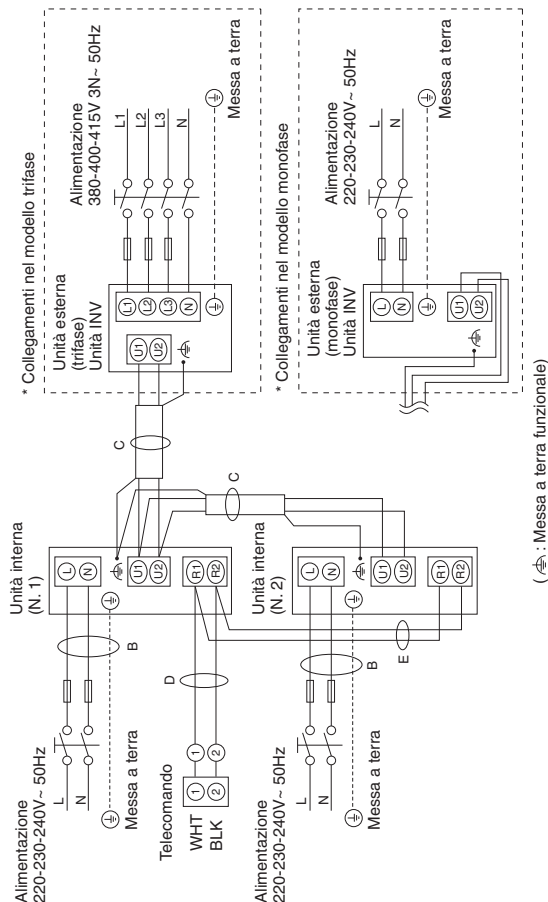 Alimentazione
220-230-240V~ 50Hz
L
N
Messa a terra
B
Unità interna
(N. 1)
L
N
U1
U2
R1
R2
C
Telecomando
WHT
BLK
1
2
1
2
D
Alimentazione
220-230-240V~ 50Hz
L
N
Messa a terra
B
E
Unità interna
(N. 2)
L
N
U1
U2
R1
R2
C
* Collegamenti nel modello trifase
Unità esterna
(trifase)
Unità INV
U1
U2
L1
L2
L3
N
Alimentazione
380-400-415V 3N~ 50Hz
L1
L2
L3
N
Messa a terra
* Collegamenti nel modello monofase
Unità esterna
(monofase)
Unità INV
L
N
U1
U2
Alimentazione
220-230-240V~ 50Hz
L
N
Messa a terra
( : Messa a terra funzionale)